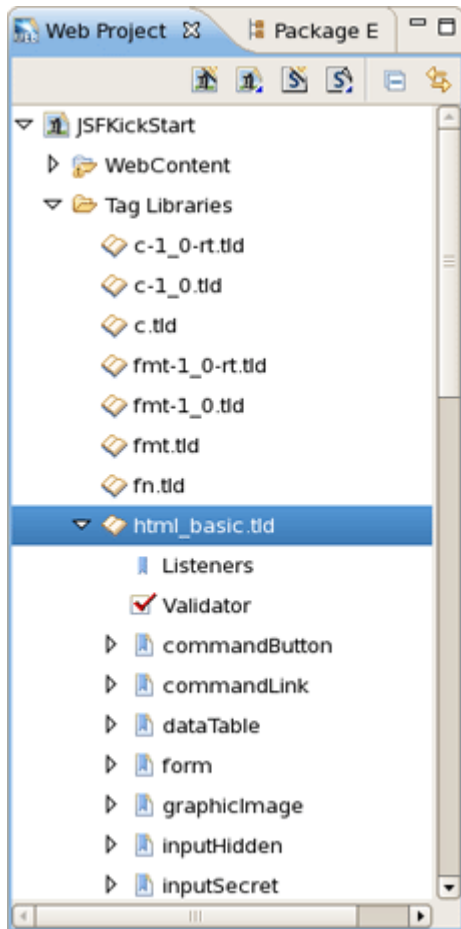 Web Project Package E
JSFKickStart
WebContent
Tag Libraries
c-1_0-rt.tld
c-1_0.tld
c.tld
fmt-1_0-rt.tld
fmt-1_0.tld
fmt.tld
fn.tld
html_basic.tld
Listeners
Validator
commandButton
commandLink
dataTable
form
graphicImage
inputHidden
inputSecret